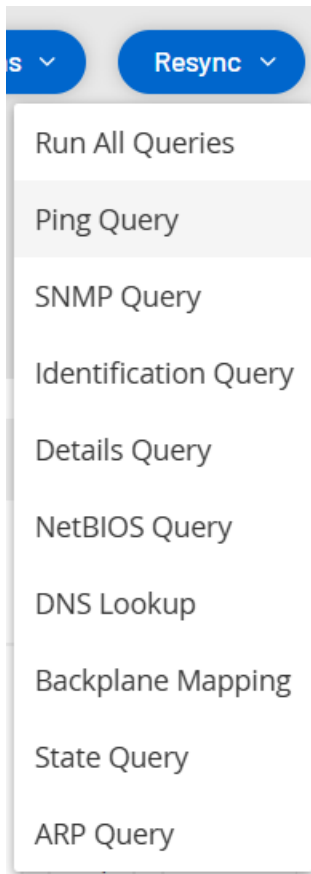 s
Resync
Run All Queries
Ping Query
SNMP Query
Identification Query
Details Query
NetBIOS Query
DNS Lookup
Backplane Mapping
State Query
ARP Query